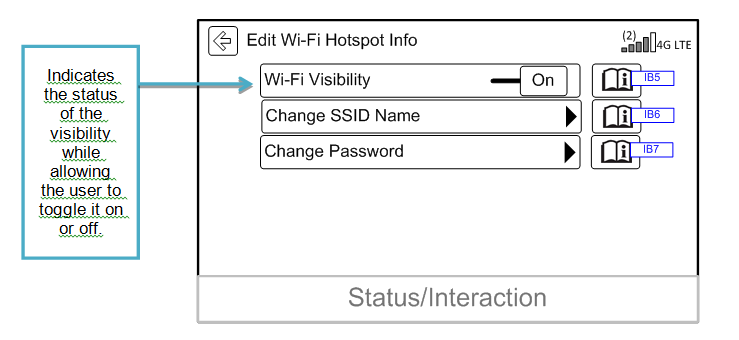 Edit Wi-Fi Hotspot Info
(2)
4G LTE
Indicates
the status
of the
visibility
while
allowing
the user to
toggle it on
or off.
Wi-Fi Visibility
On
i
IB5
Change SSID Name
i
IB6
Change Password
i
IB7
Status/Interaction